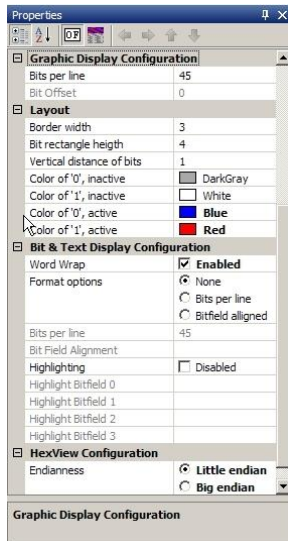 Properties
OF
Graphic Display Configuration
Bits per line 45
Bit Offset 0
Layout
Border width 3
Bit rectangle heigth 4
Vertical distance of bits 1
Color of '0', inactive DarkGray
Color of '1', inactive White
Color of '0', active Blue
Color of '1', active Red
Bit & Text Display Configuration
Word Wrap Enabled
Format options None
Bits per line
Bitfield alligned
Bits per line 45
Bit Field Alignment
Highlighting Disabled
Highlight Bitfield 0
Highlight Bitfield 1
Highlight Bitfield 2
Highlight Bitfield 3
HexView Configuration
Endianness Little endian
Big endian
Graphic Display Configuration